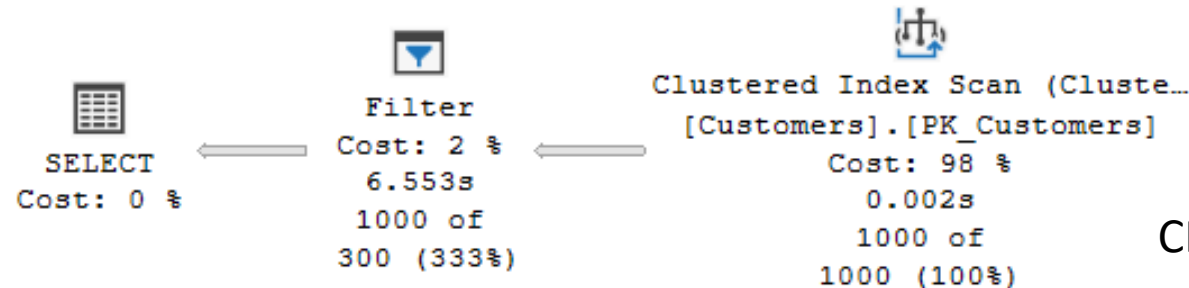 SELECT
Cost: 0 %
Filter
Cost: 2 %
6.553s
1000 of
300 (333%)
Clustered Index Scan (Cluste…
[Customers].[PK_Customers]
Cost: 98 %
0.002s
1000 of
1000 (100%)